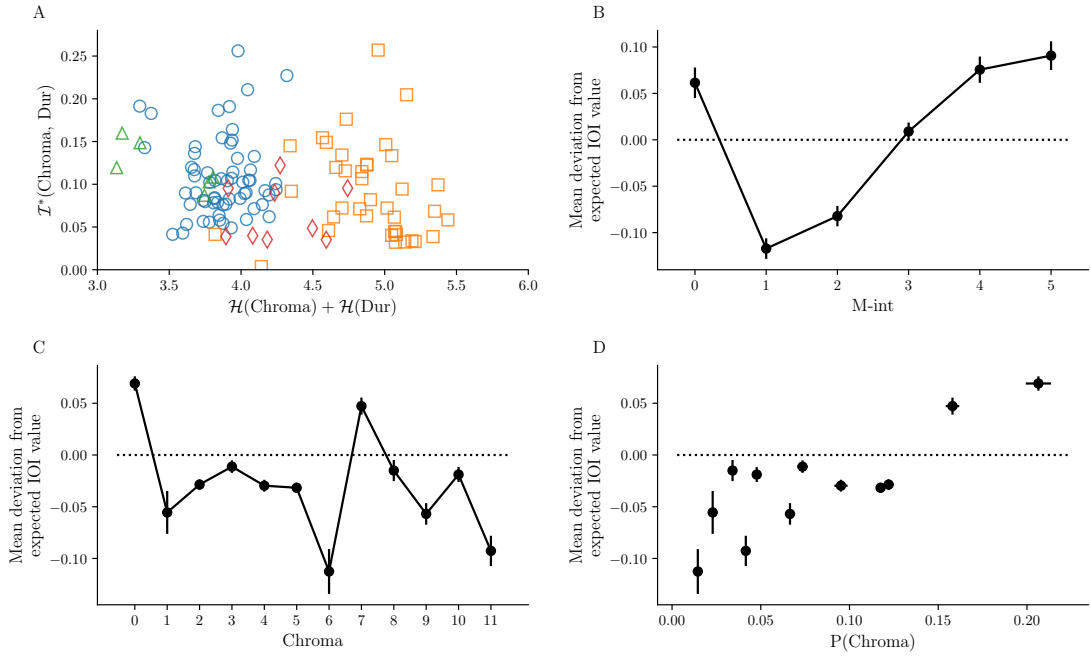 A
0.25
0.20
0.15
0.10
0.05
0.00
3.0 3.5 4.0 4.5 5.0 5.5 6.0
ℐ*(Chroma, Dur)
ℋ(Chroma) + ℋ(Dur)
B
0.10
0.05
0.00
−0.05
−0.10
0 1 2 3 4 5
Mean deviation from
expected IOI value
M-int
C
0.05
0.00
−0.05
−0.10
0 1 2 3 4 5 6 7 8 9 10 11
Mean deviation from
expected IOI value
Chroma
D
0.05
0.00
−0.05
−0.10
0.00 0.05 0.10 0.15 0.20
Mean deviation from
expected IOI value
P(Chroma)